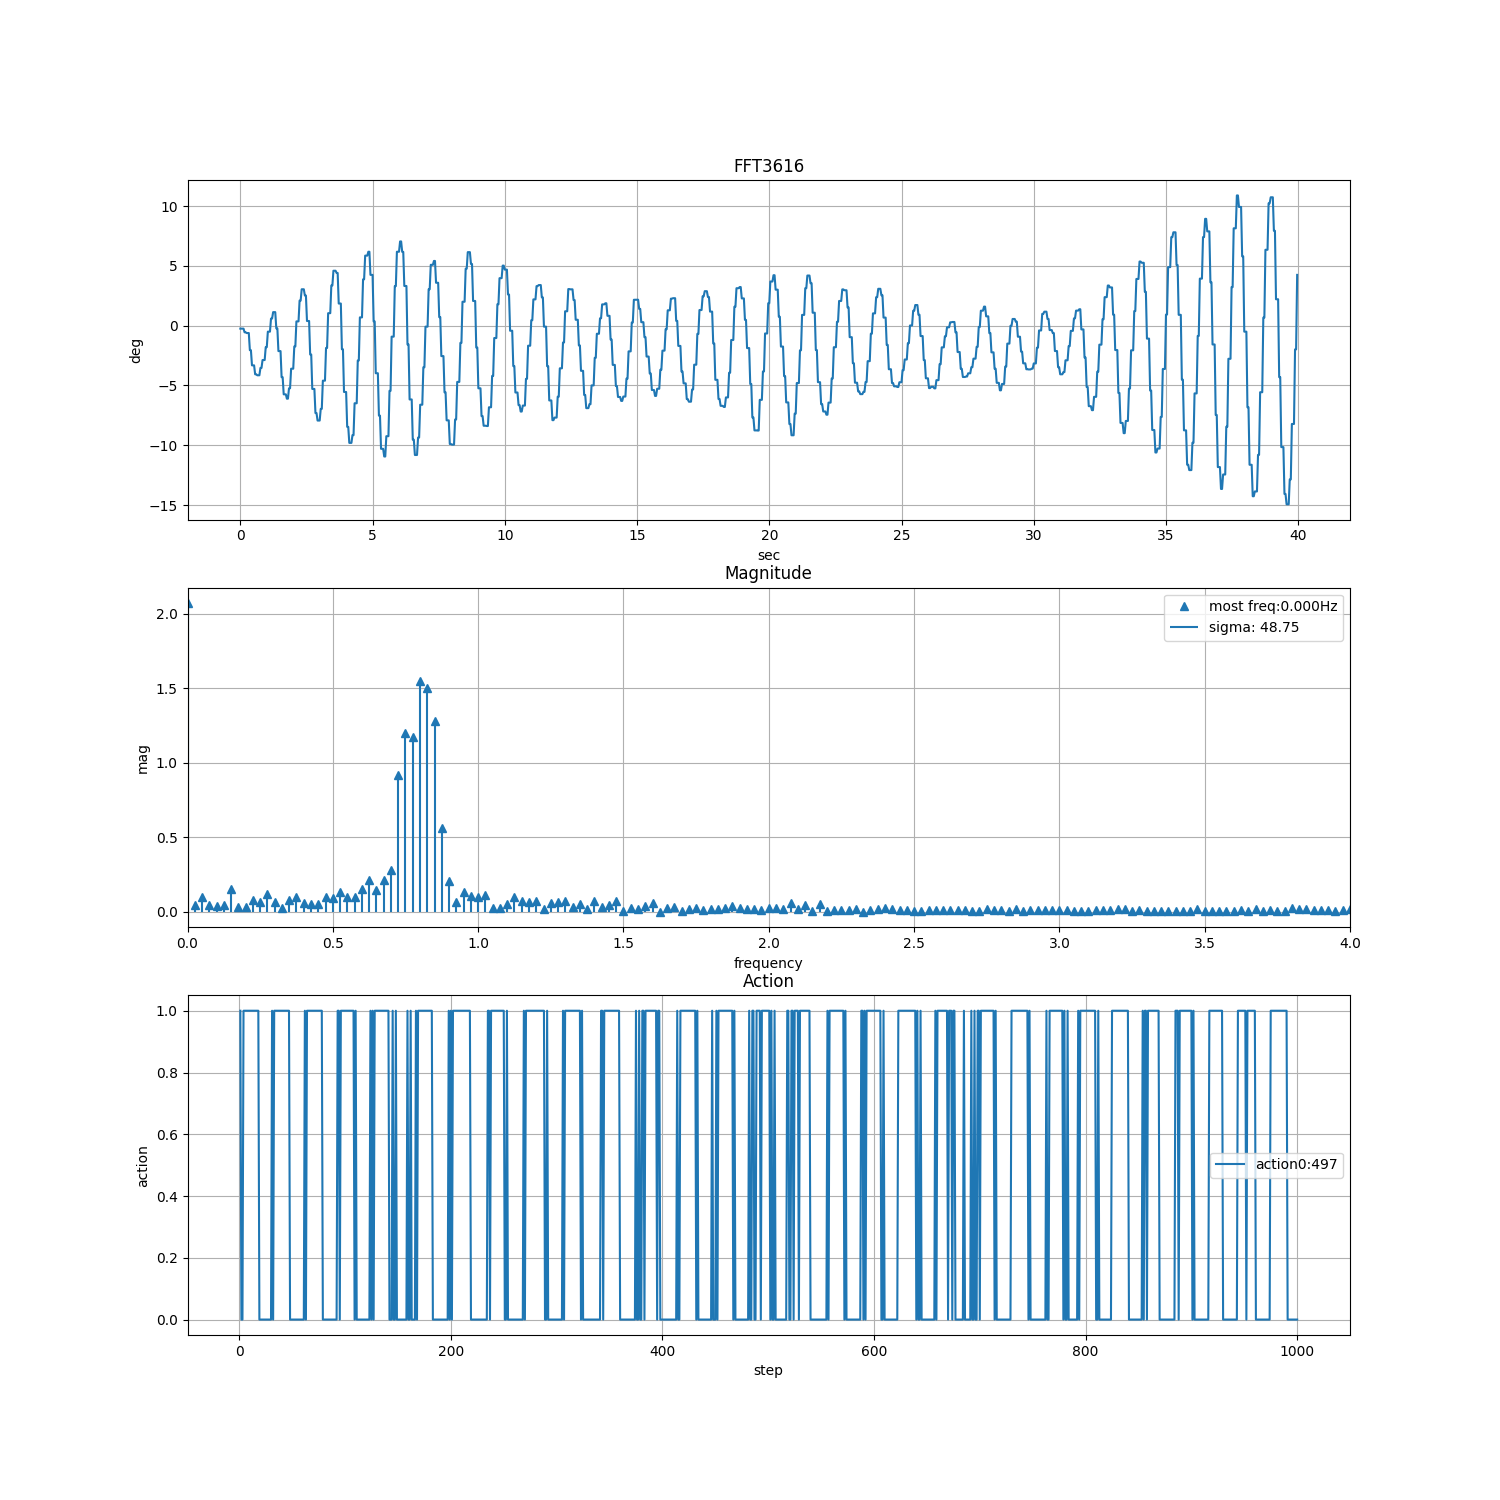 FFT3616
10
5
0
−5
−10
−15
deg
0 5 10 15 20 25 30 35 40
sec
Magnitude
most freq:0.000Hz
sigma: 48.75
2.0
1.5
1.0
0.5
0.0
mag
0.0 0.5 1.0 1.5 2.0 2.5 3.0 3.5 4.0
frequency
Action
1.0
0.8
0.6
0.4
0.2
0.0
action
action0:497
0 200 400 600 800 1000
step